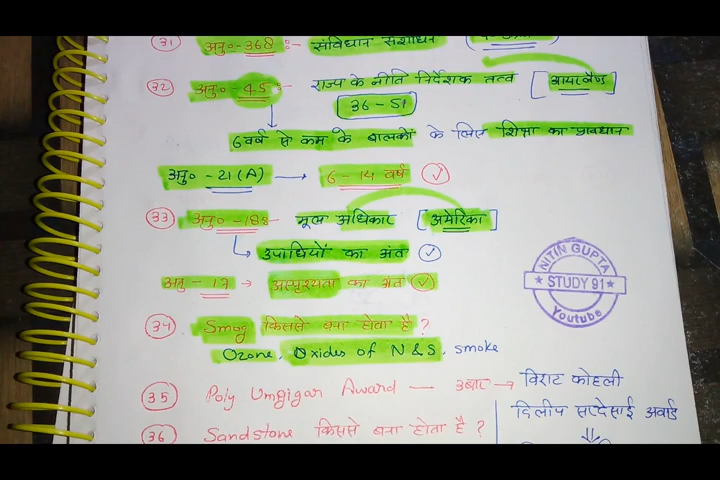 31 अनु०-368 :- संविधान संशोधन
32 अनु०-45 :- राज्य के नीति निर्देशक तत्व [आयरलैण्ड]
36-51
6 वर्ष से कम के बालकों के लिए शिक्षा का प्रावधान
अनु०-21(A) → 6-14 वर्ष ✓
33 अनु०-18 :- मूल अधिकार [अमेरिका]
उपाधियों का अंत ✓
अनु-17 → अस्पृश्यता का अंत ✓
34 Smog किससे बना होता है?
Ozone, Oxides of N & S, smoke
35 Poly Umgigar Award — 3बार → विराट कोहली
दिलीप सरदेसाई अवार्ड
36 Sandstone किससे बना होता है?
NITIN GUPTA
★ STUDY 91 ★
Youtube